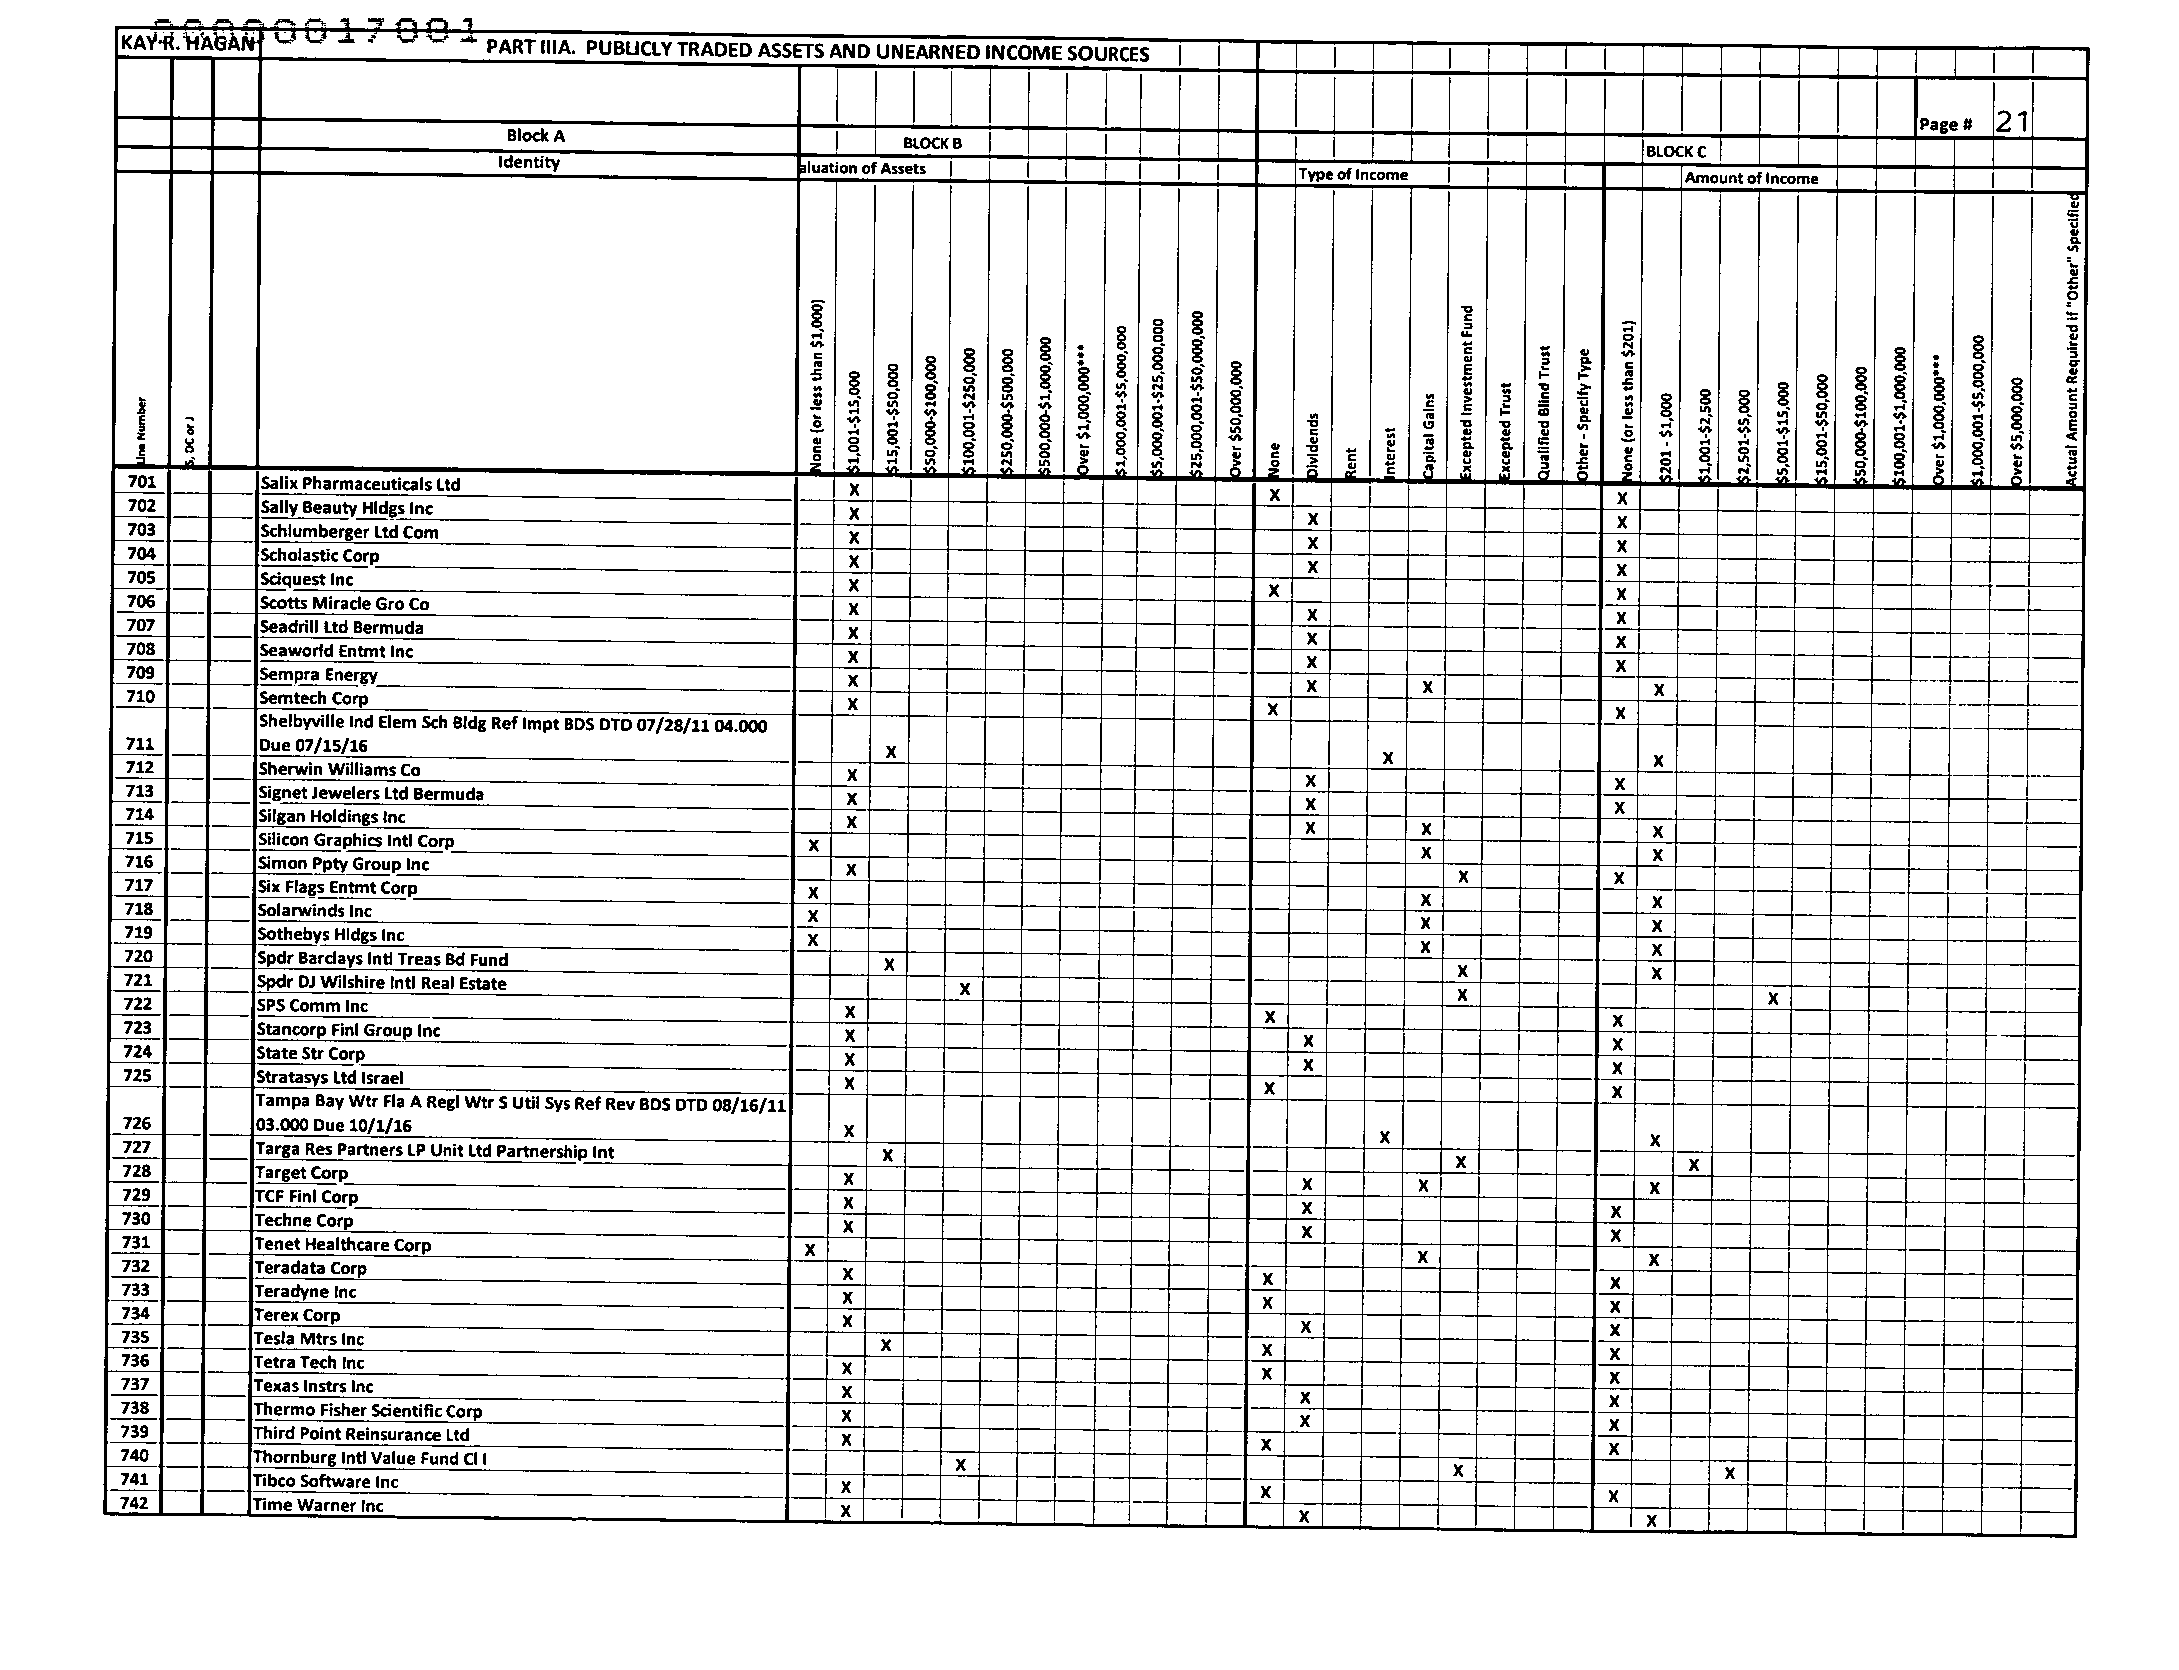 00000017081
KAY R. HAGAN PART IIIA. PUBLICLY TRADED ASSETS AND UNEARNED INCOME SOURCES
Page # 21
Block A BLOCK B BLOCK C
Identity aluation of Assets Type of Income Amount of Income
Line Number
S, DC or J
None (or less than $1,000)
$1,001-$15,000
$15,001-$50,000
$50,000-$100,000
$100,001-$250,000
$250,000-$500,000
$500,000-$1,000,000
Over $1,000,000***
$1,000,001-$5,000,000
$5,000,001-$25,000,000
$25,000,001-$50,000,000
Over $50,000,000
None
Dividends
Rent
Interest
Capital Gains
Excepted Investment Fund
Excepted Trust
Qualified Blind Trust
Other - Specify Type
None (or less than $201)
$201 - $1,000
$1,001-$2,500
$2,501-$5,000
$5,001-$15,000
$15,001-$50,000
$50,000-$100,000
$100,001-$1,000,000
Over $1,000,000***
$1,000,001-$5,000,000
Over $5,000,000
Actual Amount Required if "Other" Specified
701 Salix Pharmaceuticals Ltd X X X
702 Sally Beauty Hldgs Inc X X X
703 Schlumberger Ltd Com X X X
704 Scholastic Corp X X X
705 Sciquest Inc X X X
706 Scotts Miracle Gro Co X X X
707 Seadrill Ltd Bermuda X X X
708 Seaworld Entmt Inc X X X
709 Sempra Energy X X X X
710 Semtech Corp X X X
Shelbyville Ind Elem Sch Bldg Ref Impt BDS DTD 07/28/11 04.000
711 Due 07/15/16 X X X
712 Sherwin Williams Co X X X
713 Signet Jewelers Ltd Bermuda X X X
714 Silgan Holdings Inc X X X X
715 Silicon Graphics Intl Corp X X X
716 Simon Ppty Group Inc X X X
717 Six Flags Entmt Corp X X X
718 Solarwinds Inc X X X
719 Sothebys Hldgs Inc X X X
720 Spdr Barclays Intl Treas Bd Fund X X X
721 Spdr DJ Wilshire Intl Real Estate X X X
722 SPS Comm Inc X X X
723 Stancorp Finl Group Inc X X X
724 State Str Corp X X X
725 Stratasys Ltd Israel X X X
Tampa Bay Wtr Fla A Regl Wtr S Util Sys Ref Rev BDS DTD 08/16/11
726 03.000 Due 10/1/16 X X X
727 Targa Res Partners LP Unit Ltd Partnership Int X X X
728 Target Corp X X X X
729 TCF Finl Corp X X X
730 Techne Corp X X X
731 Tenet Healthcare Corp X X X
732 Teradata Corp X X X
733 Teradyne Inc X X X
734 Terex Corp X X X
735 Tesla Mtrs Inc X X X
736 Tetra Tech Inc X X X
737 Texas Instrs Inc X X X
738 Thermo Fisher Scientific Corp X X X
739 Third Point Reinsurance Ltd X X X
740 Thornburg Intl Value Fund Cl I X X X
741 Tibco Software Inc X X X
742 Time Warner Inc X X X